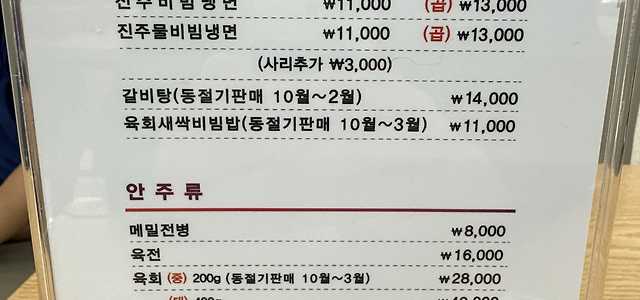 진주비빔냉면 ₩11,000 (곱) ₩13,000
진주물비빔냉면 ₩11,000 (곱) ₩13,000
(사리추가 ₩3,000)
갈비탕(동절기판매 10월~2월) ₩14,000
육회새싹비빔밥(동절기판매 10월~3월) ₩11,000
안주류
메밀전병 ₩8,000
육전 ₩16,000
육회 (중) 200g (동절기판매 10월~3월) ₩28,000
(대)